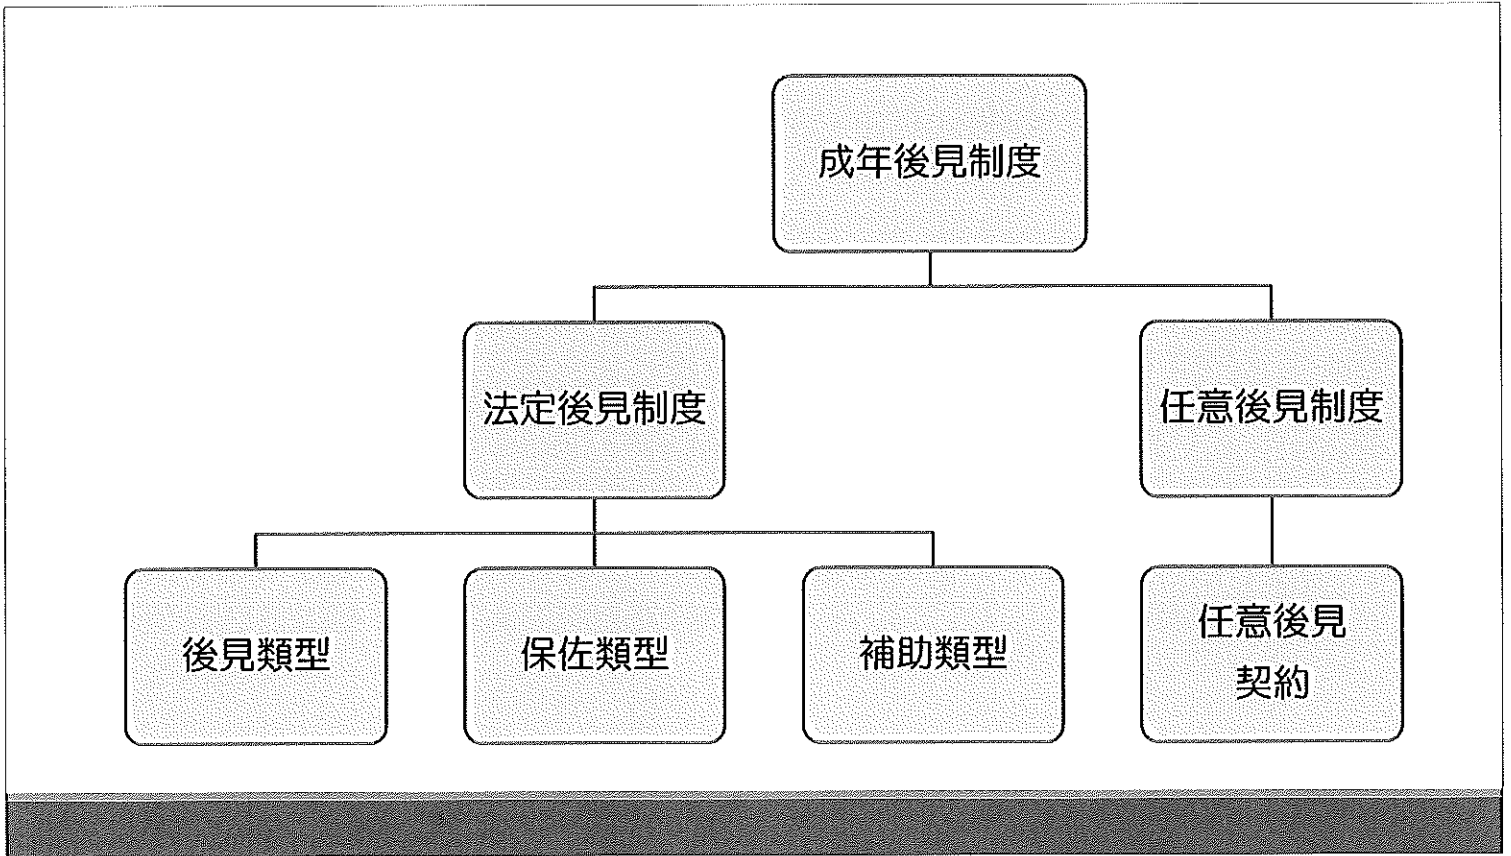 成年後見制度
法定後見制度
任意後見制度
後見類型
保佐類型
補助類型
任意後見
契約